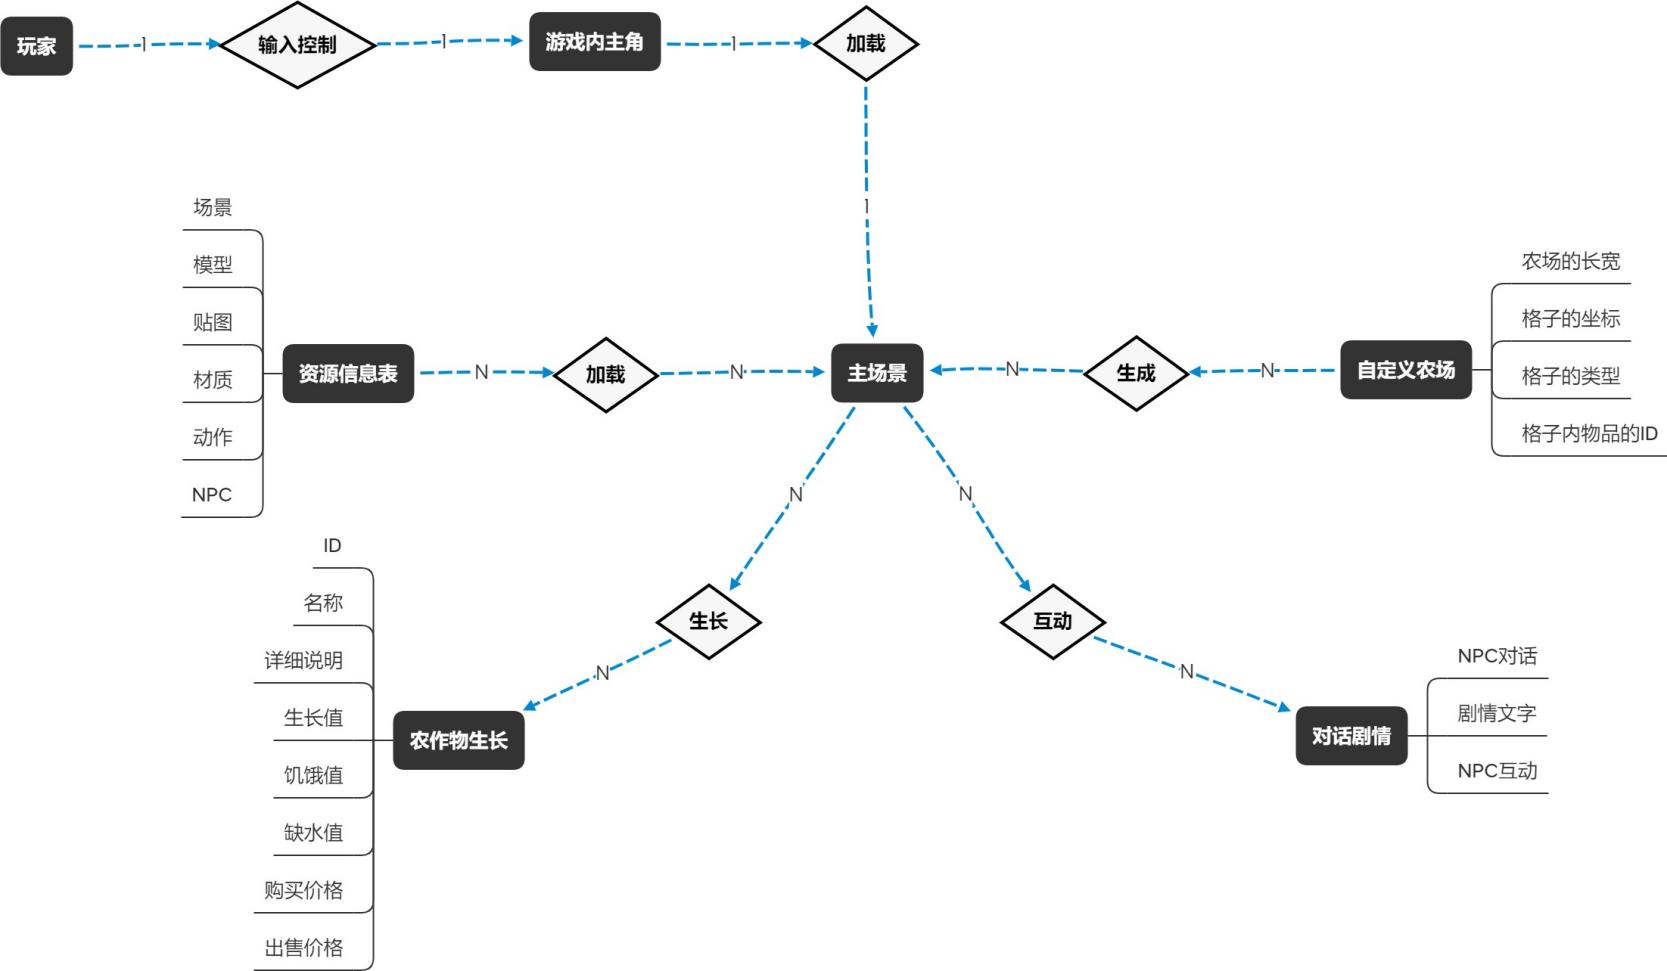 玩家
1
输入控制
1
游戏内主角
1
加载
1
场景
模型
贴图
材质
动作
NPC
资源信息表
N
加载
N
主场景
N
生成
N
自定义农场
农场的长宽
格子的坐标
格子的类型
格子内物品的ID
N
N
生长
互动
N
N
ID
名称
详细说明
生长值
饥饿值
缺水值
购买价格
出售价格
农作物生长
对话剧情
NPC对话
剧情文字
NPC互动